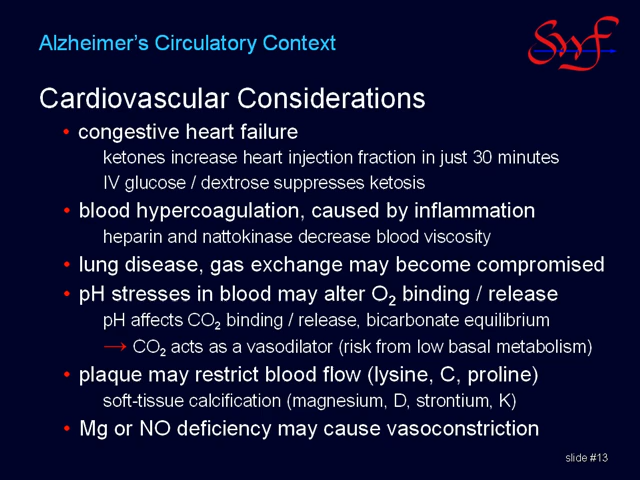 Alzheimer's Circulatory Context
SWF
Cardiovascular Considerations
• congestive heart failure
ketones increase heart injection fraction in just 30 minutes
IV glucose / dextrose suppresses ketosis
• blood hypercoagulation, caused by inflammation
heparin and nattokinase decrease blood viscosity
• lung disease, gas exchange may become compromised
• pH stresses in blood may alter O₂ binding / release
pH affects CO₂ binding / release, bicarbonate equilibrium
→ CO₂ acts as a vasodilator (risk from low basal metabolism)
• plaque may restrict blood flow (lysine, C, proline)
soft-tissue calcification (magnesium, D, strontium, K)
• Mg or NO deficiency may cause vasoconstriction
slide #13